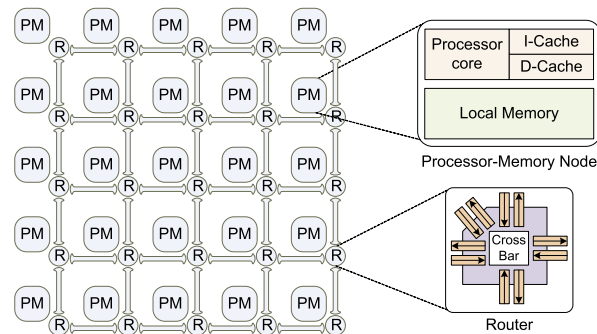 PM PM PM PM PM
R R R R R
PM PM PM PM PM
R R R R R
PM PM PM PM PM
R R R R R
PM PM PM PM PM
R R R R R
PM PM PM PM PM
R R R R R
Processor
core
I-Cache
D-Cache
Local Memory
Processor-Memory Node
Cross
Bar
Router